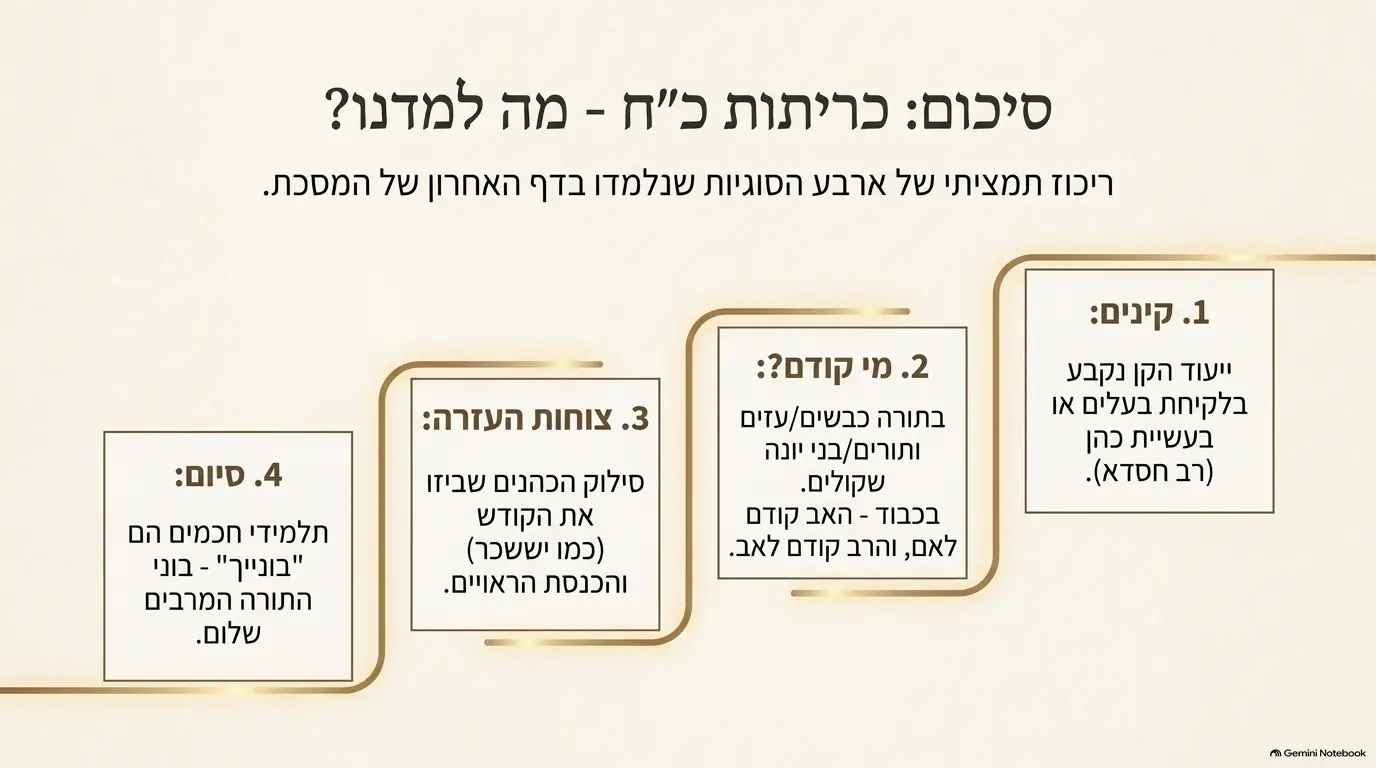 סיכום: כריתות כ"ח - מה למדנו?
ריכוז תמציתי של ארבע הסוגיות שנלמדו בדף האחרון של המסכת.
1. קינים:
ייעוד הקן נקבע
בלקיחת בעלים או
בעשיית כהן
(רב חסדא).
2. מי קודם?:
בתורה כבשים/עזים
ותורים/בני יונה
שקולים.
בכבוד - האב קודם
לאם, והרב קודם לאב.
3. צוחות העזרה:
סילוק הכהנים שביזו
את הקודש
(כמו יששכר)
והכנסת הראויים.
4. סיום:
תלמידי חכמים הם
"בונייך" - בוני
התורה המרבים
שלום.
Gemini Notebook